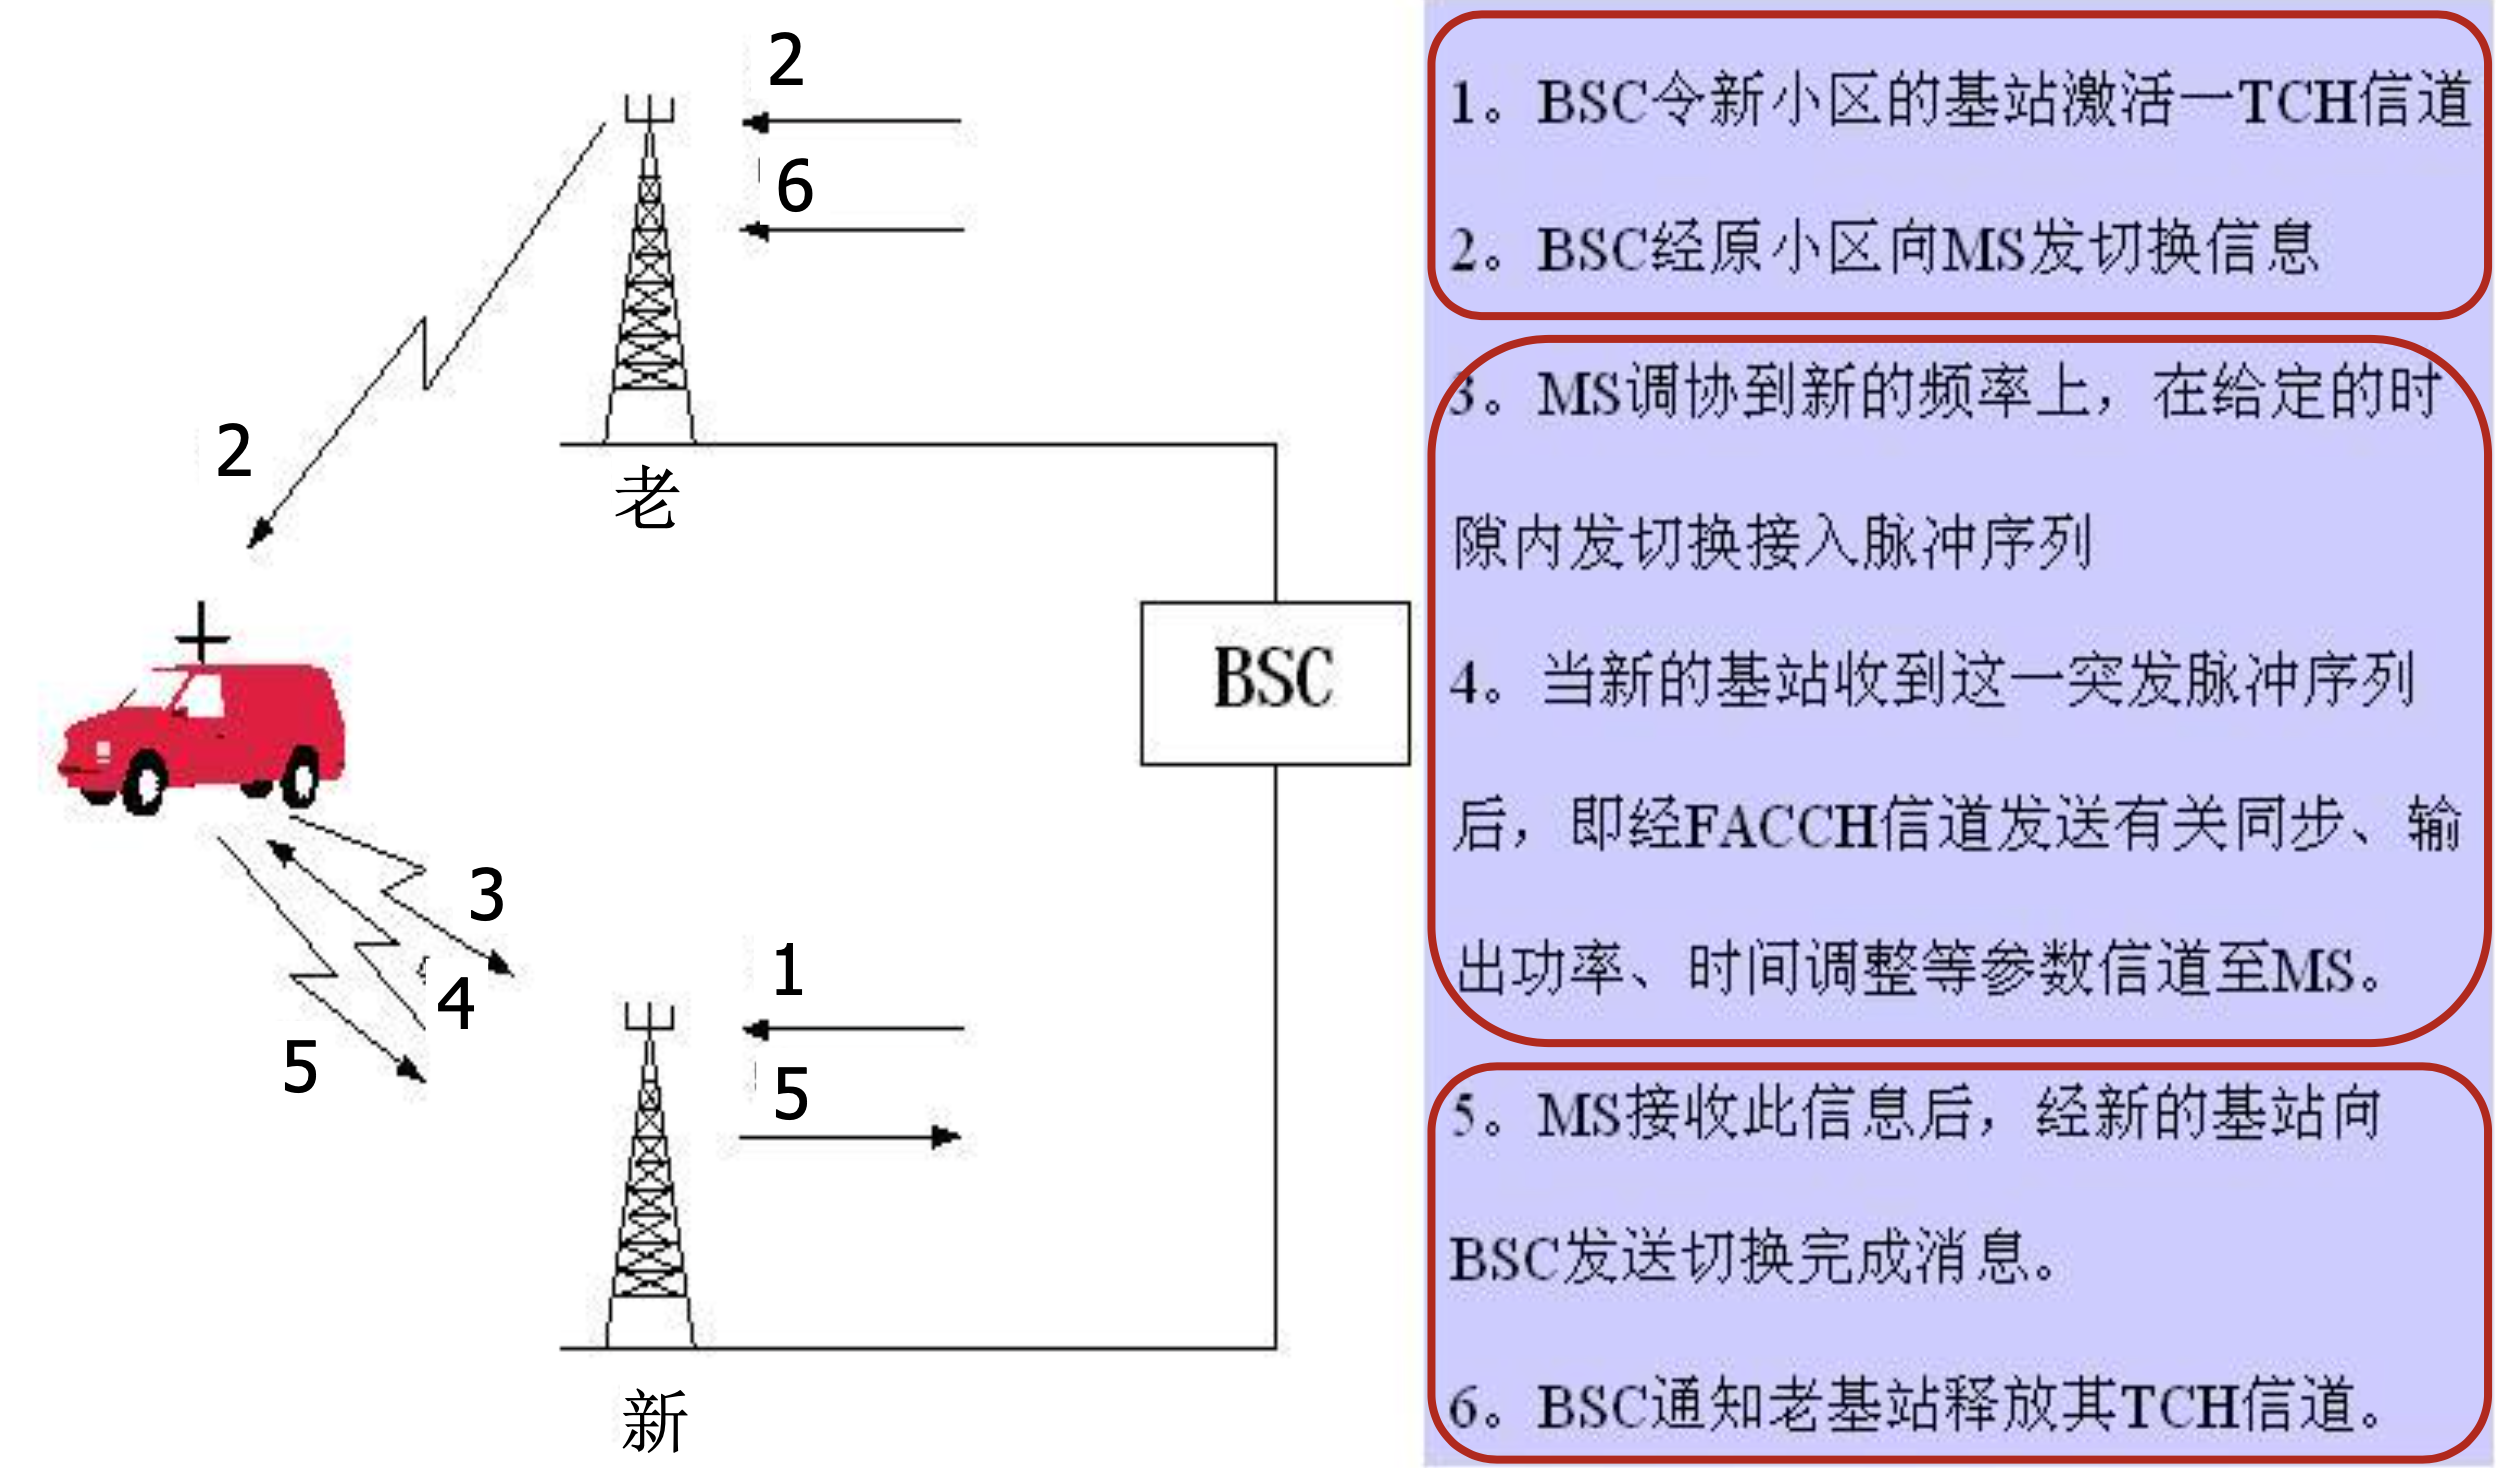 2
6
2
老
BSC
3
4
5
1
5
新
1。BSC令新小区的基站激活一TCH信道
2。BSC经原小区向MS发切换信息
3。MS调协到新的频率上，在给定的时
隙内发切换接入脉冲序列
4。当新的基站收到这一突发脉冲序列
后，即经FACCH信道发送有关同步、输
出功率、时间调整等参数信道至MS。
5。MS接收此信息后，经新的基站向
BSC发送切换完成消息。
6。BSC通知老基站释放其TCH信道。